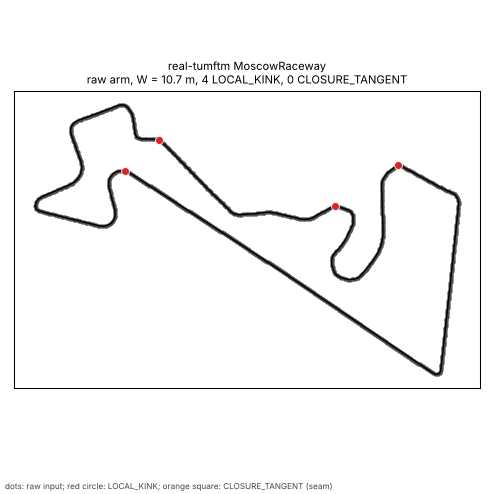 real-tumftm MoscowRaceway
raw arm, W = 10.7 m, 4 LOCAL_KINK, 0 CLOSURE_TANGENT
dots: raw input; red circle: LOCAL_KINK; orange square: CLOSURE_TANGENT (seam)